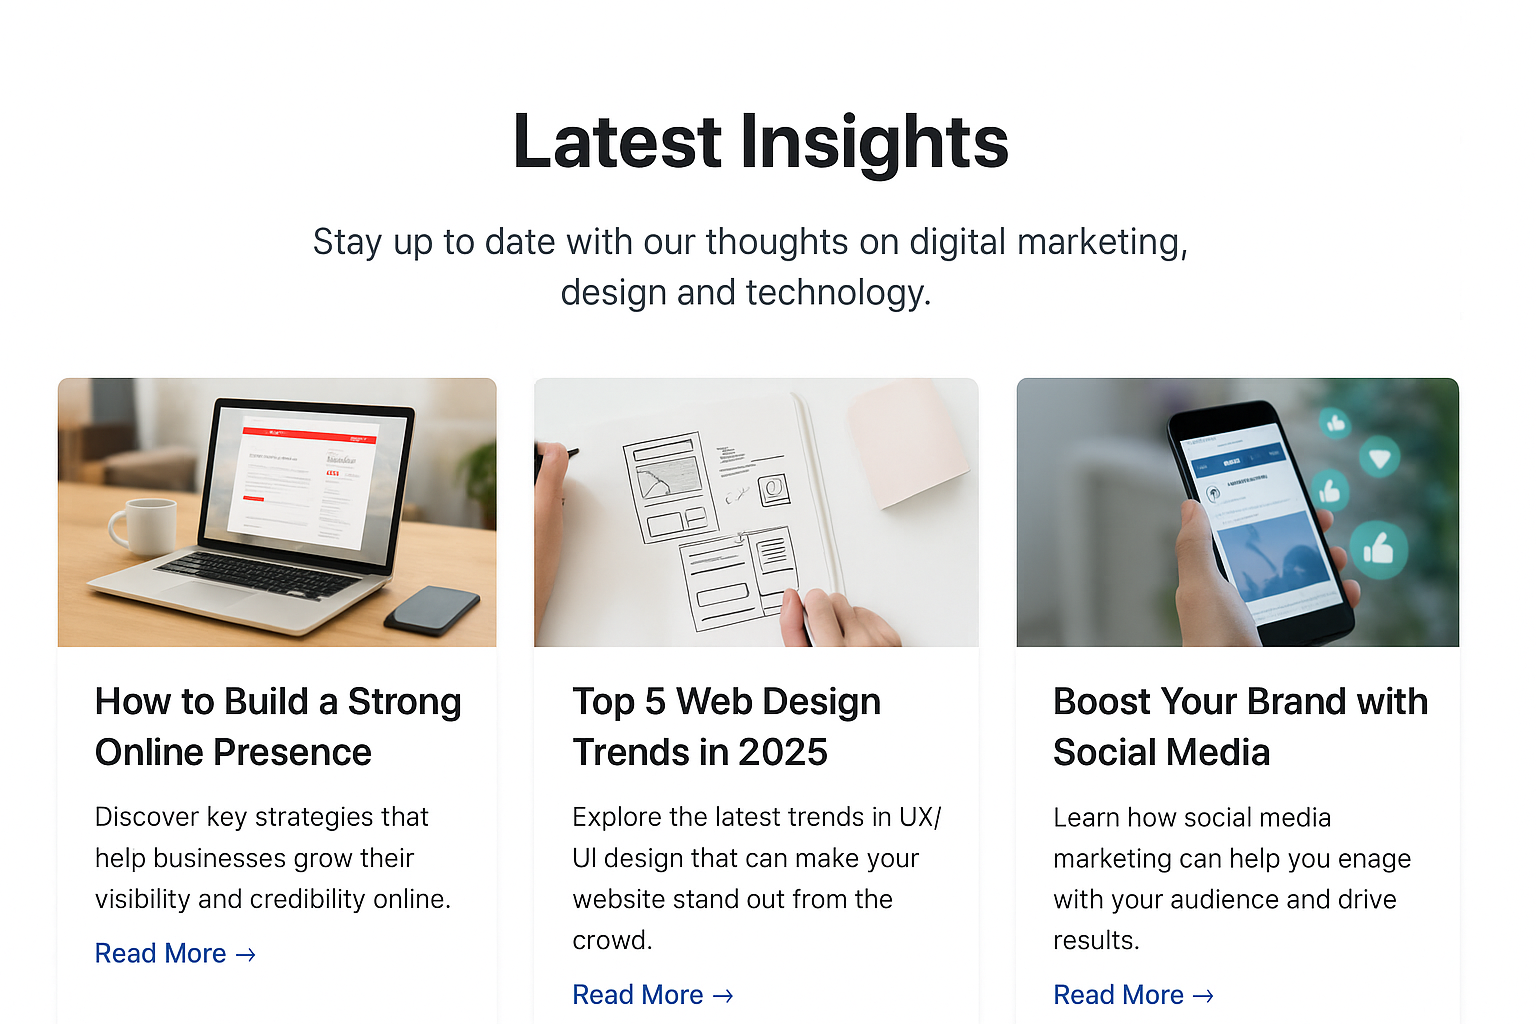 Latest Insights
Stay up to date with our thoughts on digital marketing,
design and technology.
How to Build a Strong
Online Presence
Discover key strategies that
help businesses grow their
visibility and credibility online.
Read More →
Top 5 Web Design
Trends in 2025
Explore the latest trends in UX/
UI design that can make your
website stand out from the
crowd.
Read More →
Boost Your Brand with
Social Media
Learn how social media
marketing can help you enage
with your audience and drive
results.
Read More →